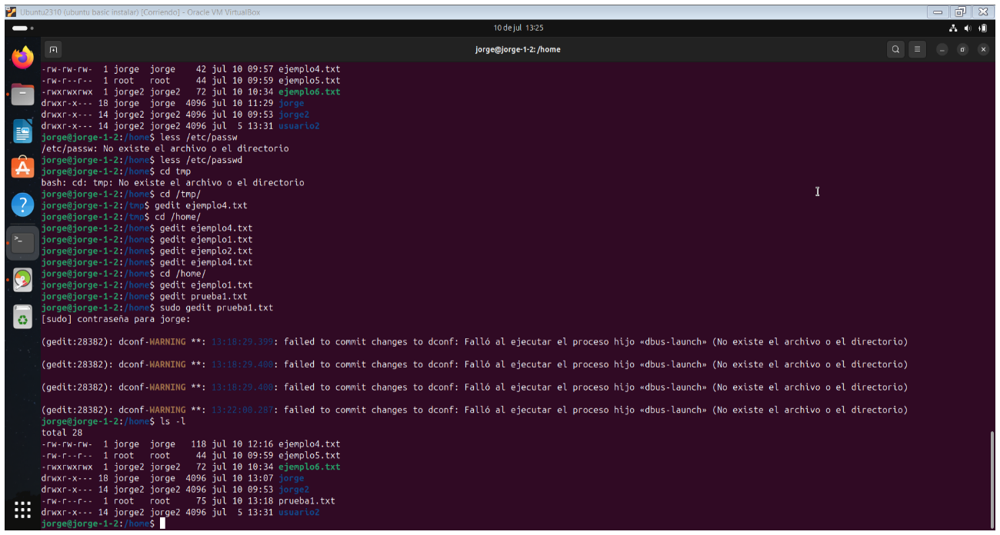 Ubuntu2310 (ubuntu basic instalar) [Corriendo] - Oracle VM VirtualBox
10 de jul 13:25
jorge@jorge-1-2: /home
-rw-rw-rw-  1 jorge  jorge    42 jul 10 09:57 ejemplo4.txt
-rw-r--r--  1 root   root     44 jul 10 09:59 ejemplo5.txt
-rwxrwxrwx  1 jorge2 jorge2   72 jul 10 10:34 ejemplo6.txt
drwxr-x--- 18 jorge  jorge  4096 jul 10 11:29 jorge
drwxr-x--- 14 jorge2 jorge2 4096 jul 10 09:53 jorge2
drwxr-x--- 14 jorge2 jorge2 4096 jul  5 13:31 usuario2
jorge@jorge-1-2:/home$ less /etc/passw
/etc/passw: No existe el archivo o el directorio
jorge@jorge-1-2:/home$ less /etc/passwd
jorge@jorge-1-2:/home$ cd tmp
bash: cd: tmp: No existe el archivo o el directorio
jorge@jorge-1-2:/home$ cd /tmp/
jorge@jorge-1-2:/tmp$ gedit ejemplo4.txt
jorge@jorge-1-2:/tmp$ cd /home/
jorge@jorge-1-2:/home$ gedit ejemplo4.txt
jorge@jorge-1-2:/home$ gedit ejemplo1.txt
jorge@jorge-1-2:/home$ gedit ejemplo2.txt
jorge@jorge-1-2:/home$ gedit ejemplo4.txt
jorge@jorge-1-2:/home$ cd /home/
jorge@jorge-1-2:/home$ gedit ejemplo1.txt
jorge@jorge-1-2:/home$ gedit prueba1.txt
jorge@jorge-1-2:/home$ sudo gedit prueba1.txt
[sudo] contraseña para jorge:
(gedit:28382): dconf-WARNING **: 13:18:29.399: failed to commit changes to dconf: Falló al ejecutar el proceso hijo «dbus-launch» (No existe el archivo o el directorio)
(gedit:28382): dconf-WARNING **: 13:18:29.400: failed to commit changes to dconf: Falló al ejecutar el proceso hijo «dbus-launch» (No existe el archivo o el directorio)
(gedit:28382): dconf-WARNING **: 13:18:29.400: failed to commit changes to dconf: Falló al ejecutar el proceso hijo «dbus-launch» (No existe el archivo o el directorio)
(gedit:28382): dconf-WARNING **: 13:22:00.287: failed to commit changes to dconf: Falló al ejecutar el proceso hijo «dbus-launch» (No existe el archivo o el directorio)
jorge@jorge-1-2:/home$ ls -l
total 28
-rw-rw-rw-  1 jorge  jorge   118 jul 10 12:16 ejemplo4.txt
-rw-r--r--  1 root   root     44 jul 10 09:59 ejemplo5.txt
-rwxrwxrwx  1 jorge2 jorge2   72 jul 10 10:34 ejemplo6.txt
drwxr-x--- 18 jorge  jorge  4096 jul 10 13:07 jorge
drwxr-x--- 14 jorge2 jorge2 4096 jul 10 09:53 jorge2
-rw-r--r--  1 root   root     75 jul 10 13:18 prueba1.txt
drwxr-x--- 14 jorge2 jorge2 4096 jul  5 13:31 usuario2
jorge@jorge-1-2:/home$